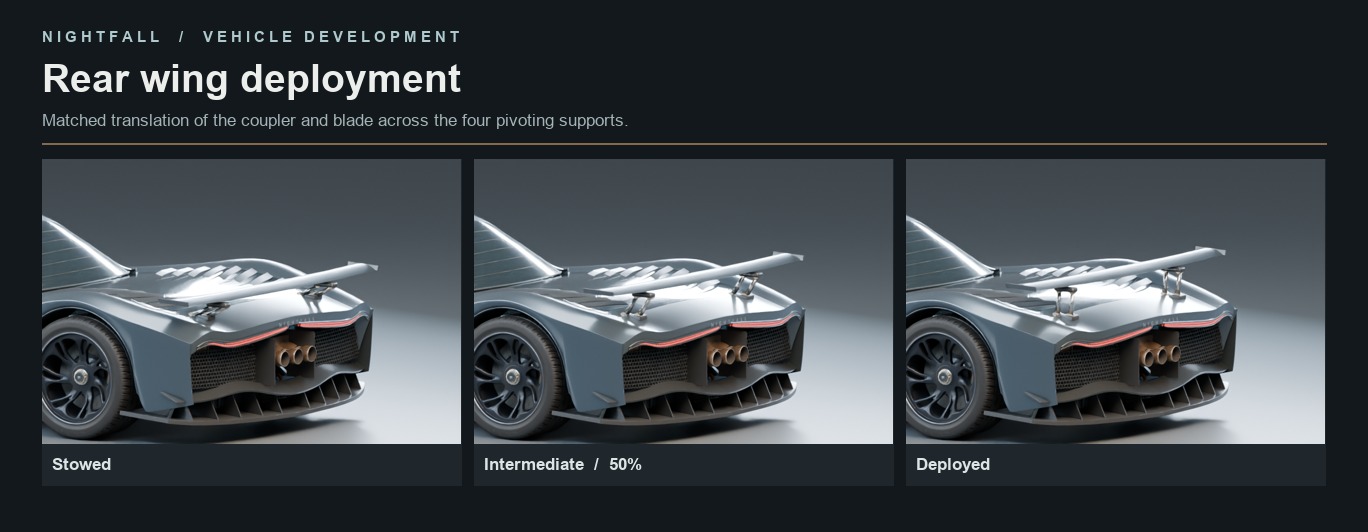 NIGHTFALL / VEHICLE DEVELOPMENT
Rear wing deployment
Matched translation of the coupler and blade across the four pivoting supports.
Stowed
Intermediate / 50%
Deployed